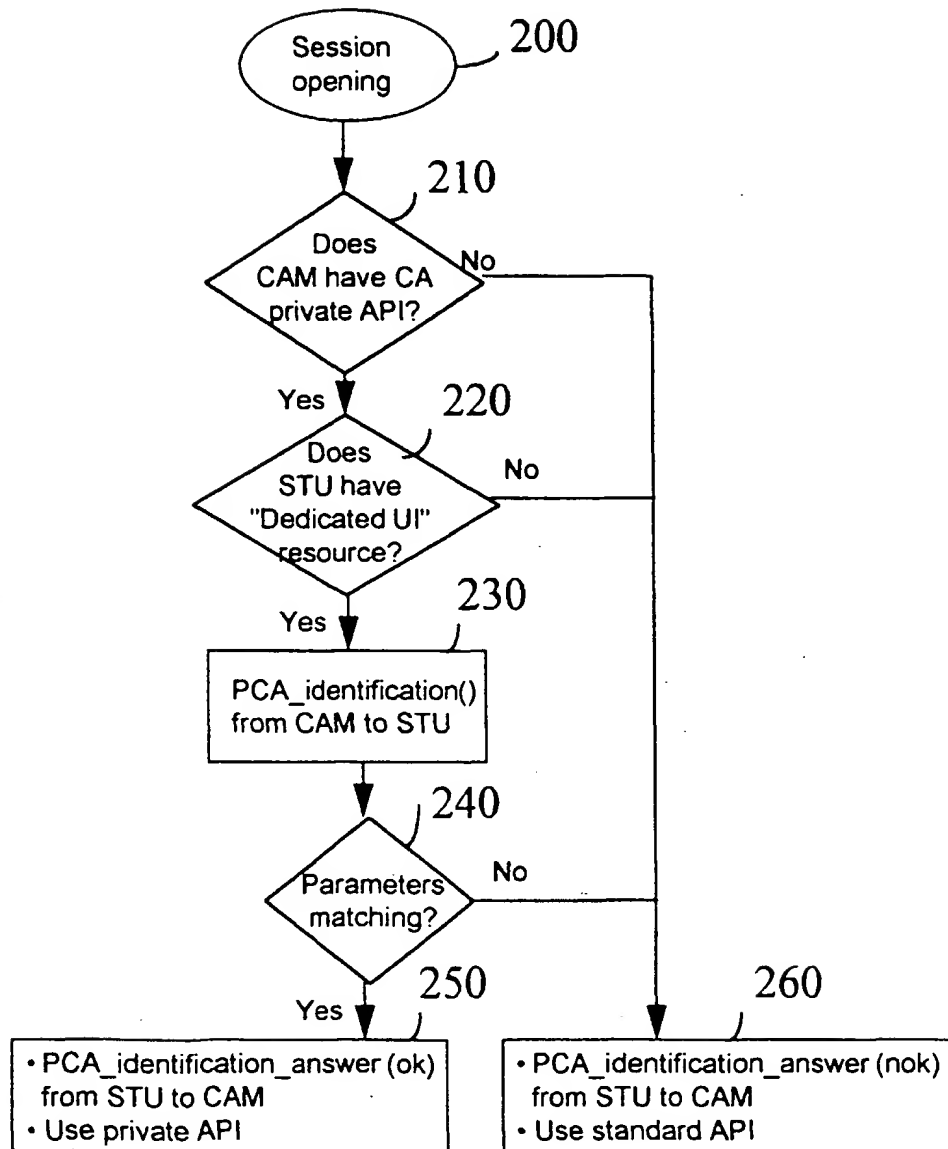 Session
opening
200
210
Does
CAM have CA
private API?
No
Yes
220
Does
STU have
"Dedicated UI"
resource?
No
Yes
230
PCA_identification()
from CAM to STU
240
Parameters
matching?
No
Yes
250
• PCA_identification_answer (ok)
from STU to CAM
• Use private API
260
• PCA_identification_answer (nok)
from STU to CAM
• Use standard API